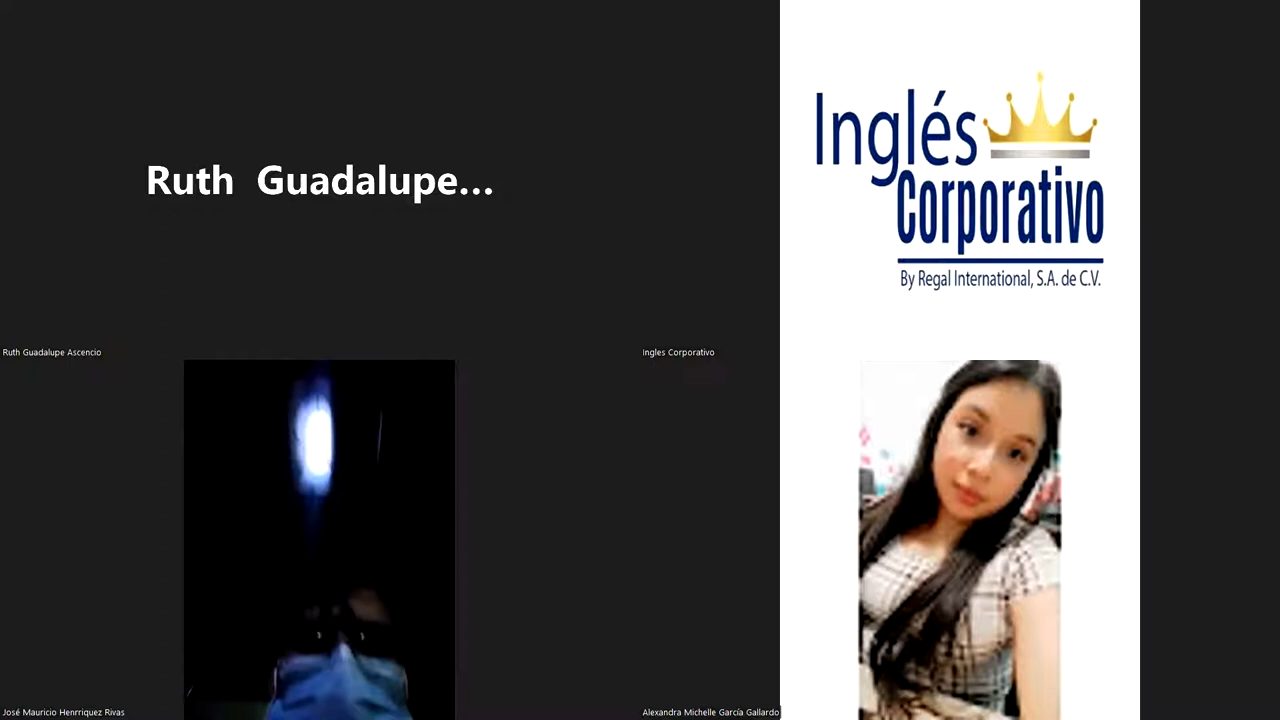 Ruth Guadalupe...
Inglés
Corporativo
By Regal International, S.A. de C.V.
Ruth Guadalupe Ascencio
Ingles Corporativo
José Mauricio Henrriquez Rivas
Alexandra Michelle García Gallardo